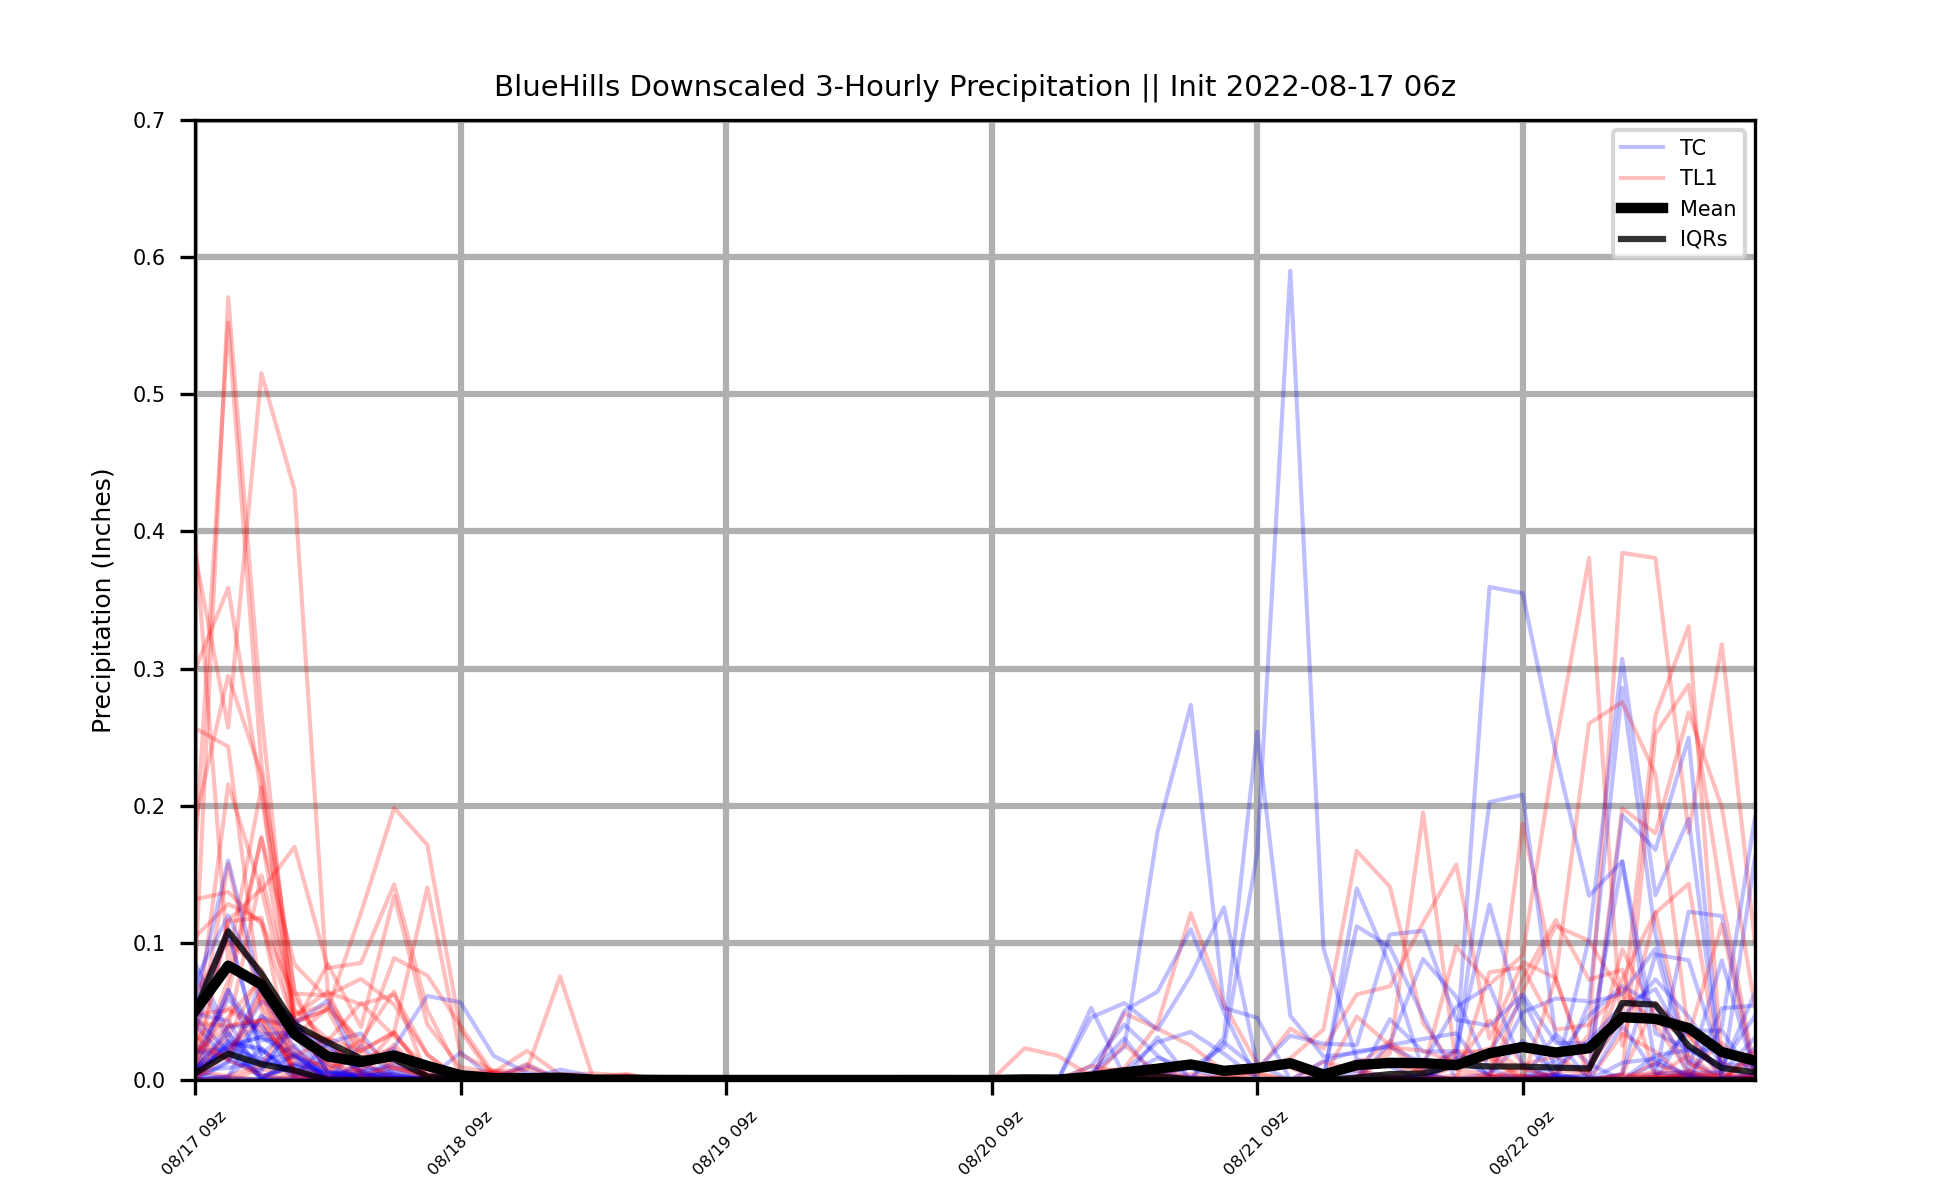 BlueHills Downscaled 3-Hourly Precipitation || Init 2022-08-17 06z
0.7
0.6
0.5
0.4
0.3
0.2
0.1
0.0
Precipitation (Inches)
TC
TL1
Mean
IQRs
08/17 09z
08/18 09z
08/19 09z
08/20 09z
08/21 09z
08/22 09z